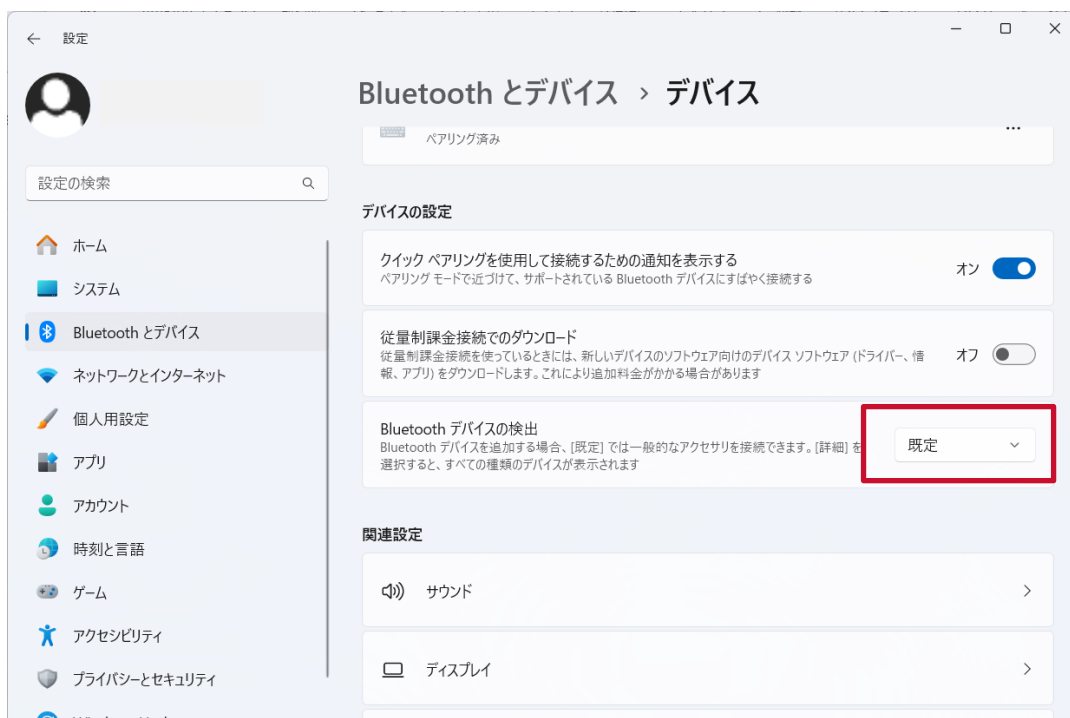 設定
Bluetooth とデバイス › デバイス
ペアリング済み
設定の検索
ホーム
システム
Bluetooth とデバイス
ネットワークとインターネット
個人用設定
アプリ
アカウント
時刻と言語
ゲーム
アクセシビリティ
プライバシーとセキュリティ
デバイスの設定
クイック ペアリングを使用して接続するための通知を表示する
ペアリング モードで近づけて、サポートされている Bluetooth デバイスにすばやく接続する
オン
従量制課金接続でのダウンロード
従量制課金接続を使っているときには、新しいデバイスのソフトウェア向けのデバイス ソフトウェア (ドライバー、情
報、アプリ) をダウンロードします。これにより追加料金がかかる場合があります
オフ
Bluetooth デバイスの検出
Bluetooth デバイスを追加する場合、[既定] では一般的なアクセサリを接続できます。[詳細] を
選択すると、すべての種類のデバイスが表示されます
既定
関連設定
サウンド
ディスプレイ